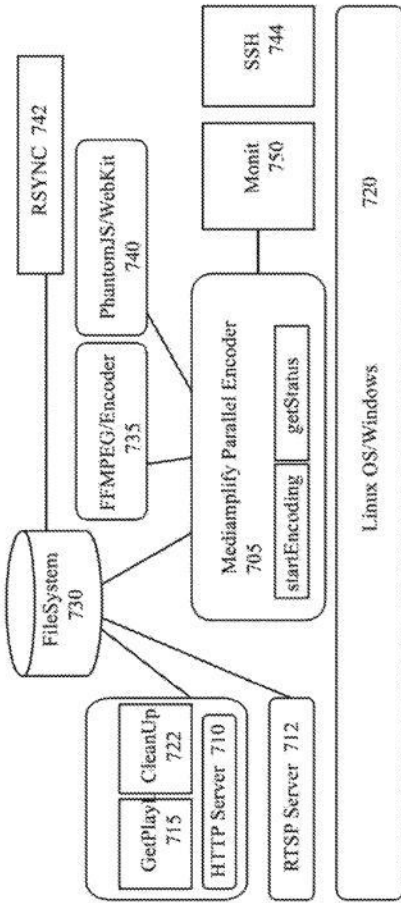 FileSystem
730
RSYNC 742
FFMPEG/Encoder
735
PhantomJS/WebKit
740
GetPlayL
715
CleanUp
722
HTTP Server 710
RTSP Server 712
Mediamplify Parallel Encoder
705
startEncoding
getStatus
Monit
750
SSH
744
Linux OS/Windows
720